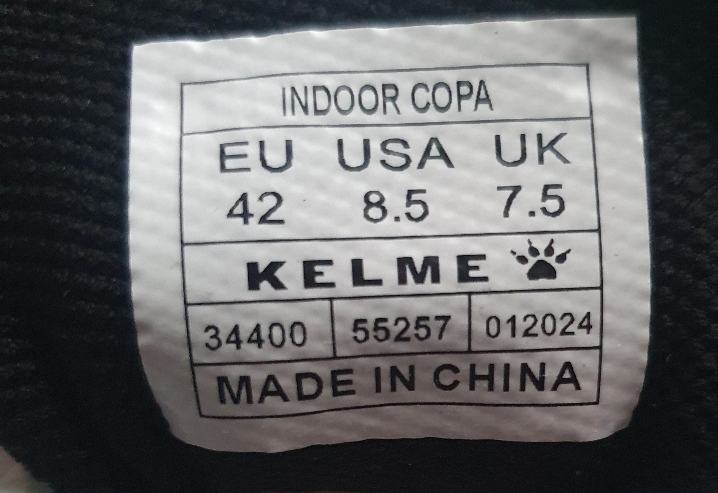 INDOOR COPA
EU USA UK
42 8.5 7.5
KELME
34400 55257 012024
MADE IN CHINA